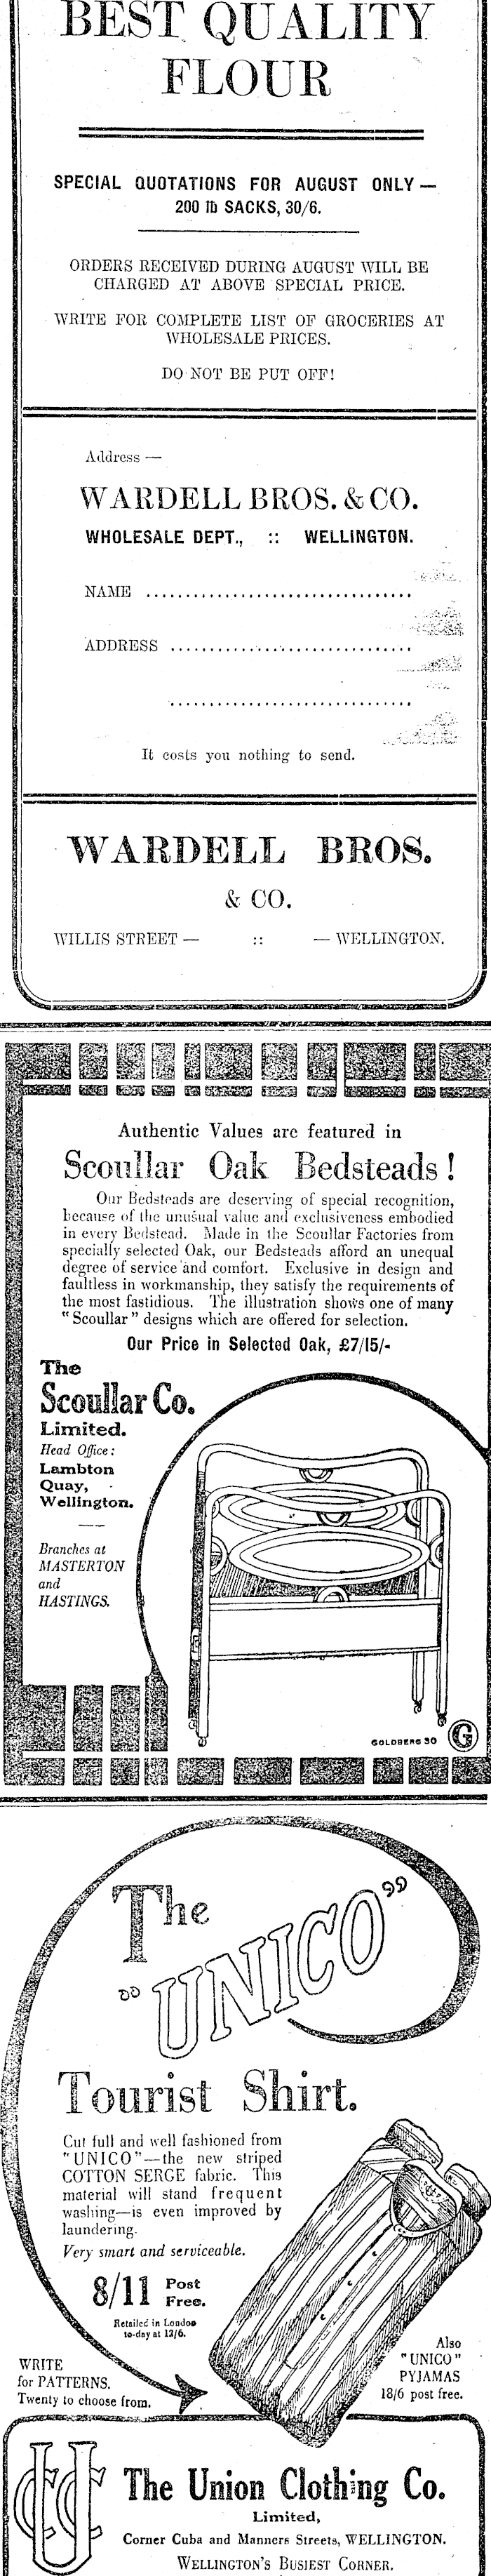 BEST QUALITY
FLOUR
SPECIAL QUOTATIONS FOR AUGUST ONLY —
200 lb SACKS, 30/6.
ORDERS RECEIVED DURING AUGUST WILL BE
CHARGED AT ABOVE SPECIAL PRICE.
WRITE FOR COMPLETE LIST OF GROCERIES AT
WHOLESALE PRICES.
DO NOT BE PUT OFF!
Address —
WARDELL BROS. & CO.
WHOLESALE DEPT., :: WELLINGTON.
NAME ..................................
ADDRESS ...............................
...............................
It costs you nothing to send.
WARDELL BROS.
& CO.
WILLIS STREET — :: — WELLINGTON.
Authentic Values are featured in
Scoullar Oak Bedsteads!
Our Bedsteads are deserving of special recognition,
because of the unusual value and exclusiveness embodied
in every Bedstead. Made in the Scoullar Factories from
specially selected Oak, our Bedsteads afford an unequal
degree of service and comfort. Exclusive in design and
faultless in workmanship, they satisfy the requirements of
the most fastidious. The illustration shows one of many
"Scoullar" designs which are offered for selection.
Our Price in Selected Oak, £7/15/-
The
Scoullar Co.
Limited.
Head Office:
Lambton
Quay,
Wellington.
Branches at
MASTERTON
and
HASTINGS.
GOLDBERG 30 G
The
"UNICO"
Tourist Shirt.
Cut full and well fashioned from
"UNICO"—the new striped
COTTON SERGE fabric. This
material will stand frequent
washing—is even improved by
laundering.
Very smart and serviceable.
8/11 Post
Free.
Retailed in London
to-day at 12/6.
WRITE
for PATTERNS.
Twenty to choose from.
Also
"UNICO"
PYJAMAS
18/6 post free.
UCC
The Union Clothing Co.
Limited,
Corner Cuba and Manners Streets, WELLINGTON.
WELLINGTON'S BUSIEST CORNER.